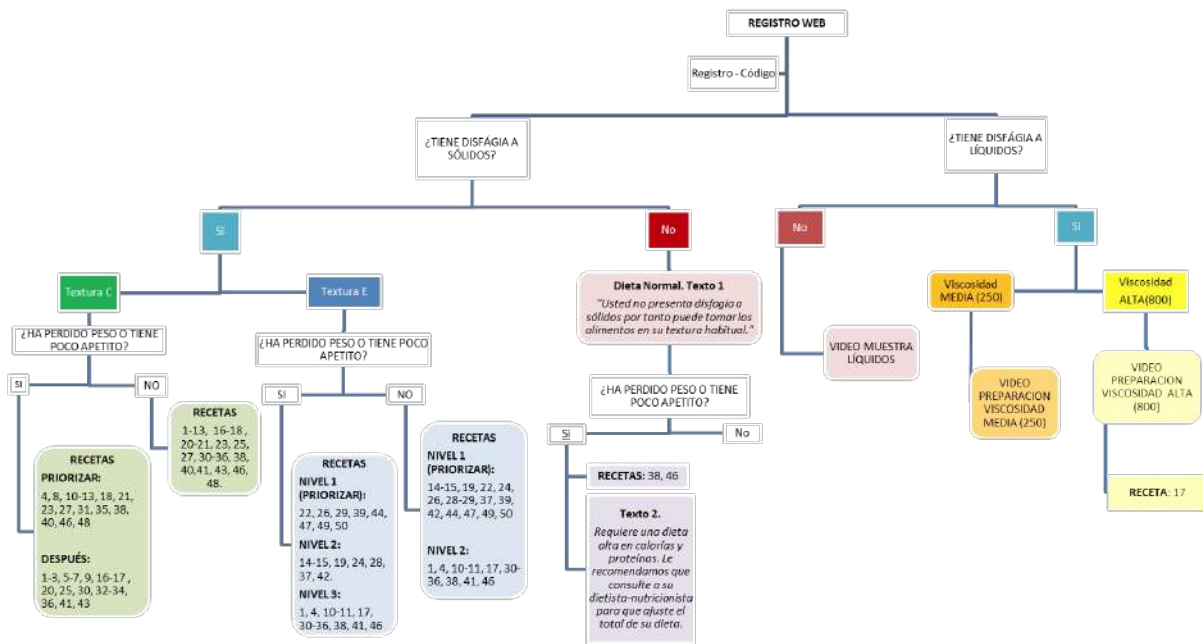 REGISTRO WEB
Registro - Código
¿TIENE DISFÁGIA A
SÓLIDOS?
¿TIENE DISFÁGIA A
LÍQUIDOS?
Si
No
No
Si
Textura C
Textura E
Dieta Normal. Texto 1
"Usted no presenta disfagia a
sólidos por tanto puede tomar los
alimentos en su textura habitual."
Viscosidad
MEDIA (250)
Viscosidad
ALTA(800)
¿HA PERDIDO PESO O TIENE
POCO APETITO?
¿HA PERDIDO PESO O TIENE POCO
APETITO?
¿HA PERDIDO PESO O TIENE
POCO APETITO?
VIDEO MUESTRA
LÍQUIDOS
VIDEO
PREPARACION
VISCOSIDAD
MEDIA (250)
VIDEO
PREPARACION
VISCOSIDAD ALTA
(800)
SI
NO
SI
NO
Si
No
RECETAS
PRIORIZAR:
4, 8, 10-13, 18, 21,
23, 27, 31, 35, 38,
40, 46, 48
DESPUÉS:
1-3, 5-7, 9, 16-17 ,
20, 25, 30, 32-34,
36, 41, 43
RECETAS
1-13, 16-18 ,
20-21, 23, 25,
27, 30-36, 38,
40,41, 43, 46,
48.
RECETAS
NIVEL 1
(PRIORIZAR):
22, 26, 29, 39, 44,
47, 49, 50
NIVEL 2:
14-15, 19, 24, 28,
37, 42.
NIVEL 3:
1, 4, 10-11, 17,
30-36, 38, 41, 46
RECETAS
NIVEL 1
(PRIORIZAR):
14-15, 19, 22, 24,
26, 28-29, 37, 39,
42, 44, 47, 49, 50
NIVEL 2:
1, 4, 10-11, 17, 30-
36, 38, 41, 46
RECETAS: 38, 46
Texto 2.
Requiere una dieta
alta en calorías y
proteínas. Le
recomendamos que
consulte a su
dietista-nutricionista
para que ajuste el
total de su dieta.
RECETA: 17